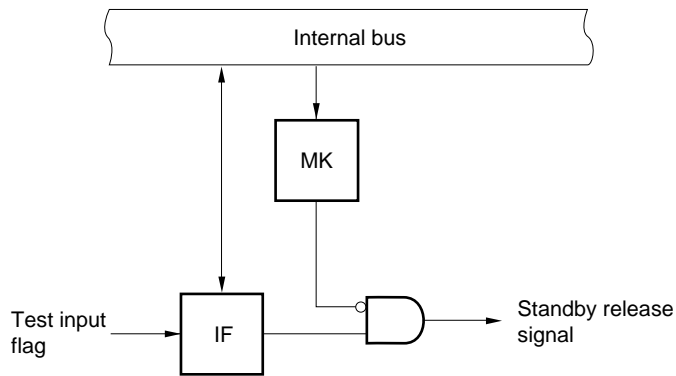 Internal bus
MK
Test input
flag
IF
Standby release
signal